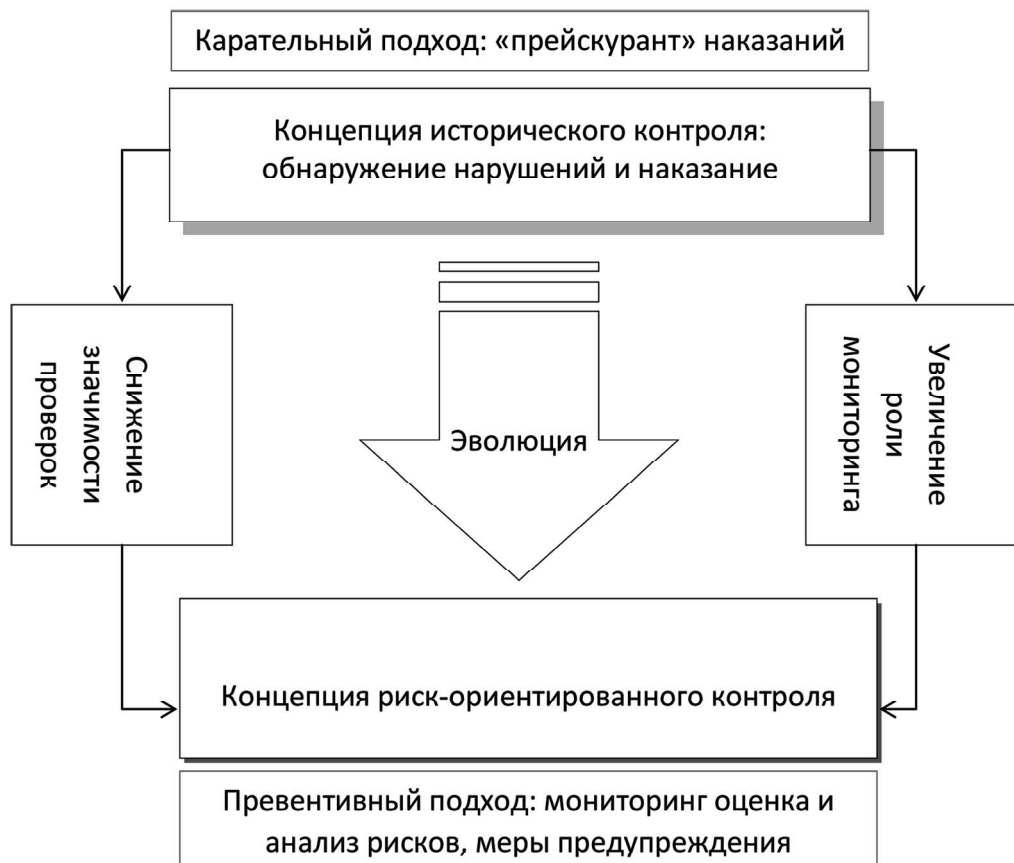 Карательный подход: «прейскурант» наказаний
Концепция исторического контроля:
обнаружение нарушений и наказание
Снижение
значимости
проверок
Эволюция
Увеличение
роли
мониторинга
Концепция риск-ориентированного контроля
Превентивный подход: мониторинг оценка и
анализ рисков, меры предупреждения